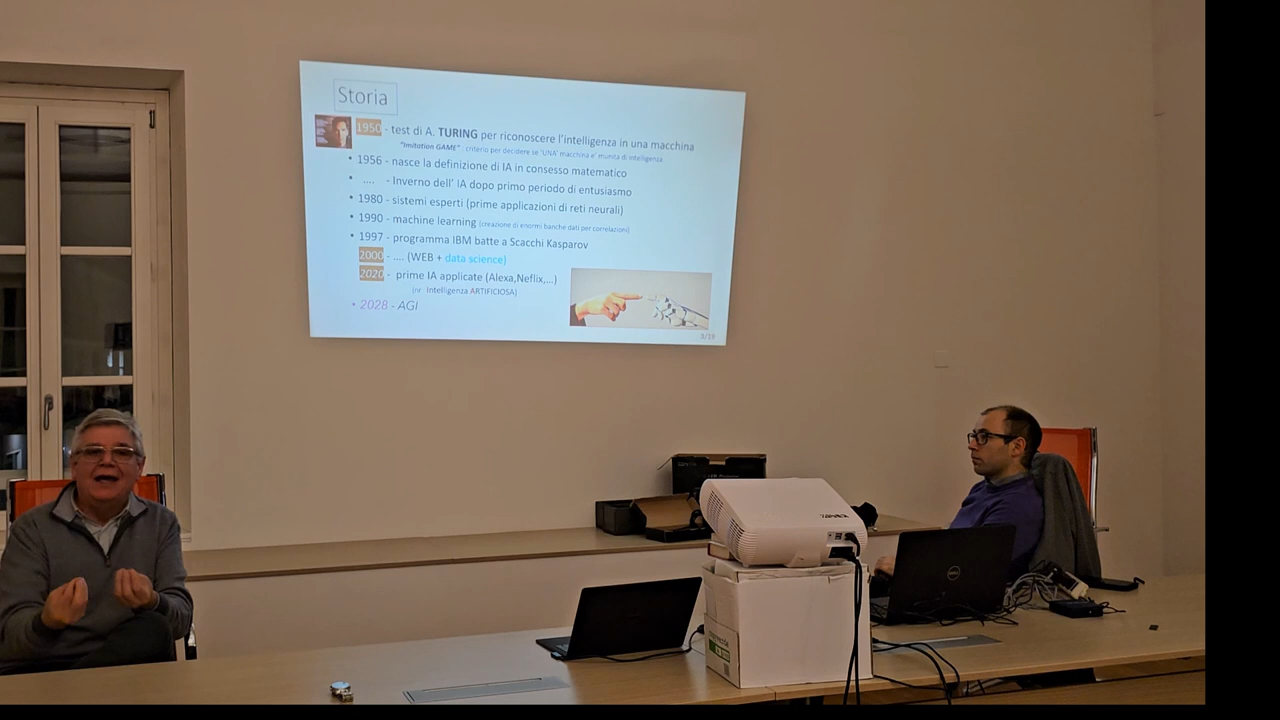 Storia
1950 - test di A. TURING per riconoscere l'intelligenza in una macchina
"Imitation GAME" : criterio per decidere se 'UNA' macchina e' munita di intelligenza
• 1956 - nasce la definizione di IA in consesso matematico
• .... - Inverno dell' IA dopo primo periodo di entusiasmo
• 1980 - sistemi esperti (prime applicazioni di reti neurali)
• 1990 - machine learning (creazione di enormi banche dati per correlazioni)
• 1997 - programma IBM batte a Scacchi Kasparov
2000 - .... (WEB + data science)
2020 - prime IA applicate (Alexa,Neflix,...)
(nr. Intelligenza ARTIFICIOSA)
• 2028 - AGI
3/19
DELL